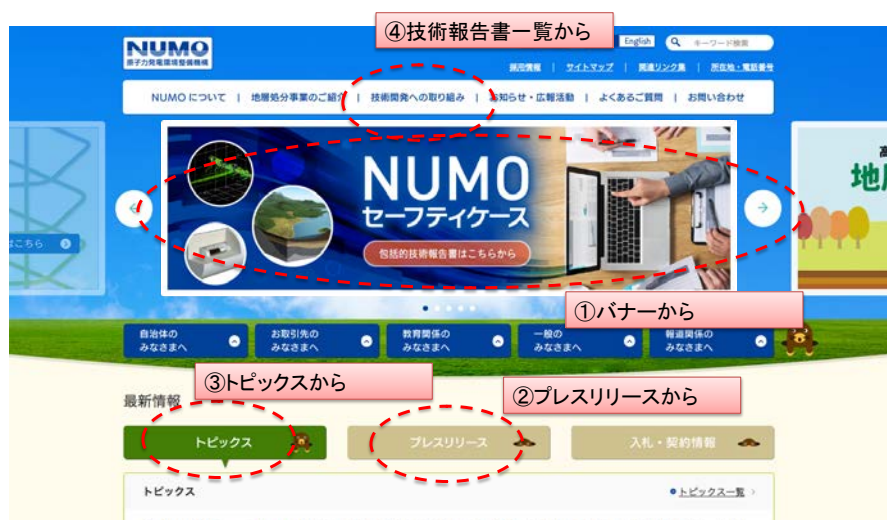 ④技術報告書一覧から
NUMO
原子力発電環境整備機構
English
キーワード検索
採用情報 | サイトマップ | 関連リンク集 | 所在地・電話番号
NUMOについて | 地層処分事業のご紹介 | 技術開発への取り組み | お知らせ・広報活動 | よくあるご質問 | お問い合わせ
NUMO
セーフティケース
包括的技術報告書はこちらから
はこちら
高
地
①バナーから
自治体の
みなさまへ
お取引先の
みなさまへ
教育関係の
みなさまへ
一般の
みなさまへ
報道関係の
みなさまへ
③トピックスから
②プレスリリースから
最新情報
トピックス
プレスリリース
入札・契約情報
トピックス
トピックス一覧